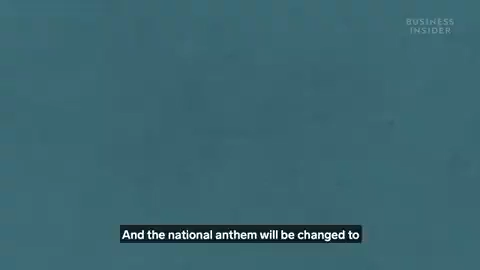 BUSINESS
INSIDER
And the national anthem will be changed to